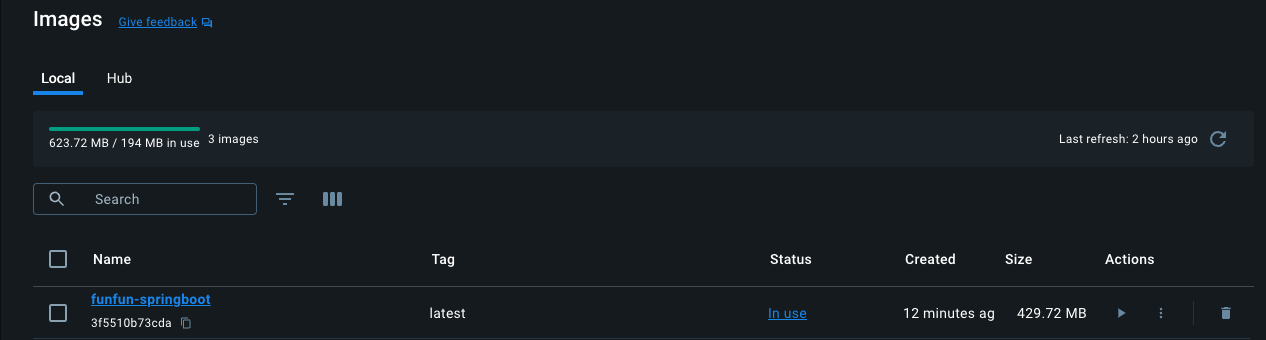 Images Give feedback
Local Hub
623.72 MB / 194 MB in use 3 images Last refresh: 2 hours ago
Search
Name Tag Status Created Size Actions
funfun-springboot
3f5510b73cda latest In use 12 minutes ag 429.72 MB